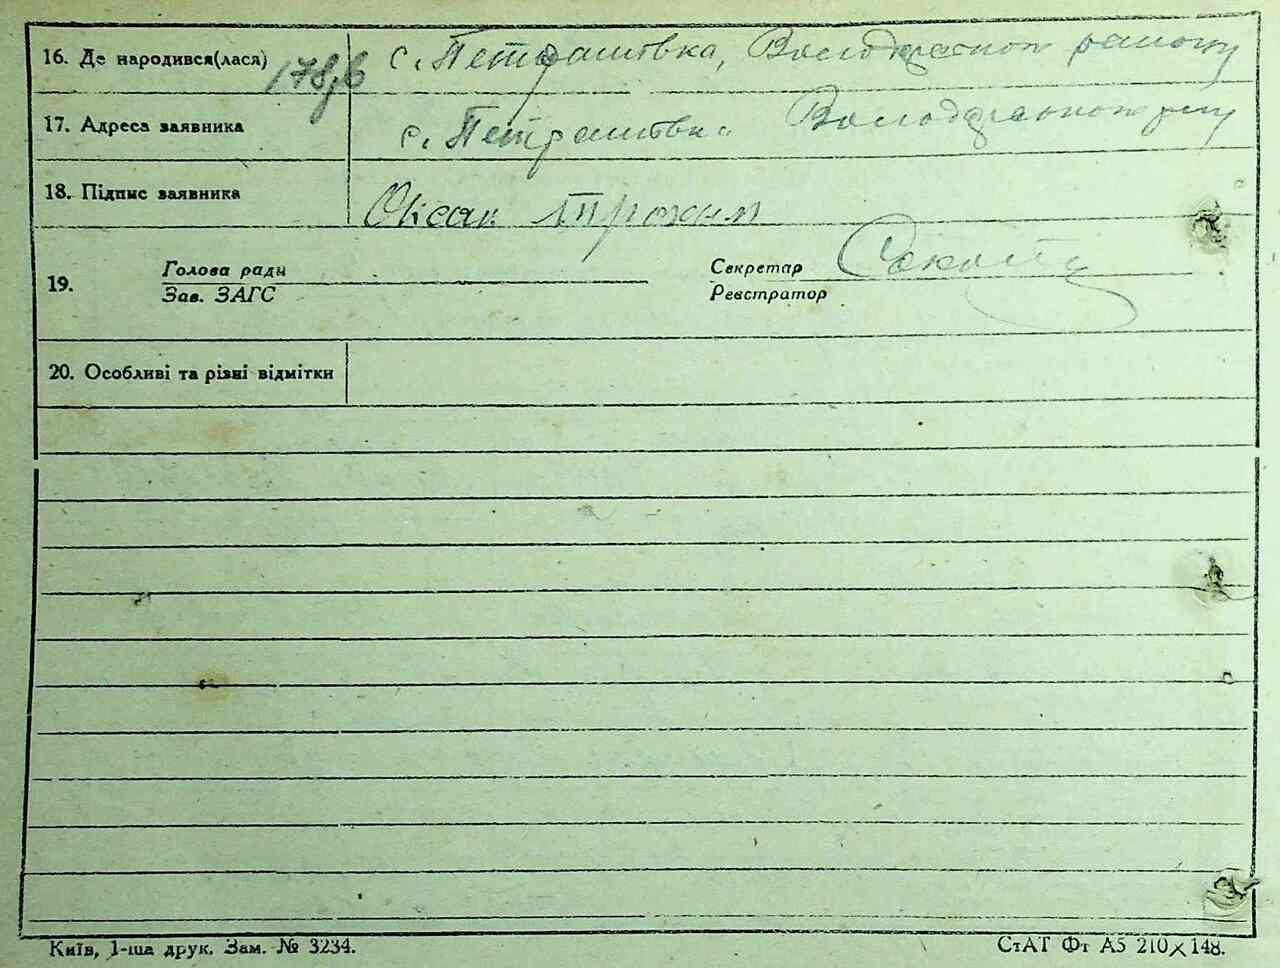 16. Де народився(лася) с. Петрашівка, Володарського району
178зв
17. Адреса заявника с. Петрашівка Володарського р-ну
18. Підпис заявника Оксак Трохим
Голова ради Секретар
19.
Зав. ЗАГС Реєстратор
20. Особливі та різні відмітки
Київ, 1-ша друк. Зам. № 3234. СтАТ Фт А5 210×148.